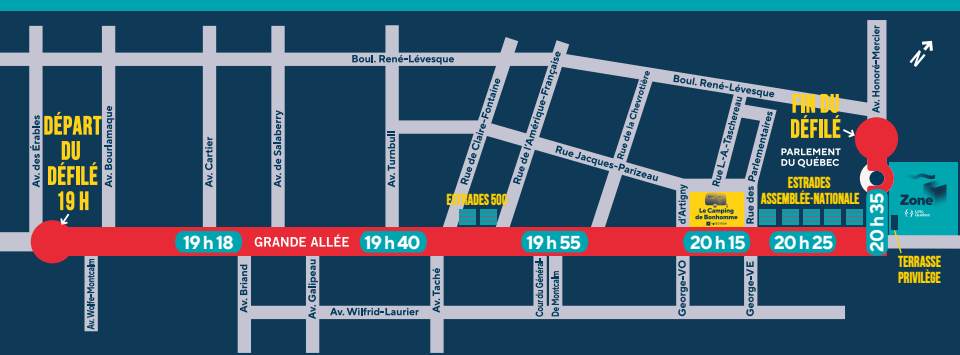 Boul. René-Lévesque
Boul. René-Lévesque
Av. Honoré-Mercier
N
Av. des Érables
Av. Bourlamaque
Av. Cartier
Av. de Salaberry
Av. Turnbull
Rue de Claire-Fontaine
Rue de l'Amérique-Française
Rue de la Chevrotière
Rue Jacques-Parizeau
Rue L.-A.-Taschereau
Rue des Parlementaires
d'Artigny
DÉPART
DU
DÉFILÉ
19 H
FIN DU
DÉFILÉ
PARLEMENT
DU QUÉBEC
ESTRADES 500
Le Camping
de Bonhomme
ESTRADES
ASSEMBLÉE-NATIONALE
Zone
Loto
Québec
19 h 18
GRANDE ALLÉE
19 h 40
19 h 55
20 h 15
20 h 25
20 h 35
TERRASSE
PRIVILÈGE
Av. Wolfe-Montcalm
Av. Briand
Av. Galipeau
Av. Wilfrid-Laurier
Av. Taché
Cour du Général-
De Montcalm
George-VO
George-VE